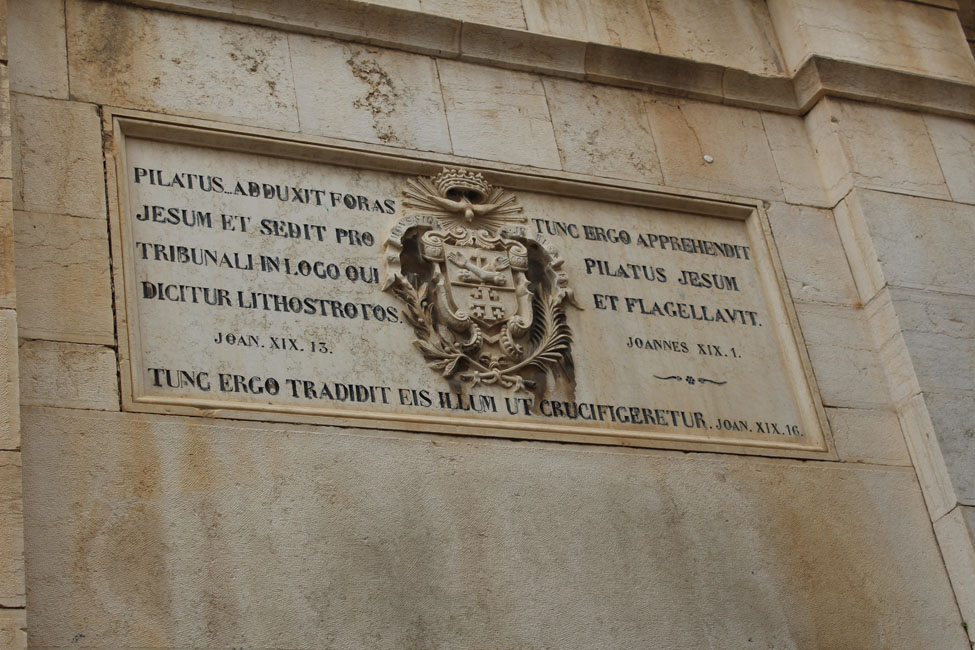 PILATUS... ADDUXIT FORAS
JESUM ET SEDIT PRO
TRIBUNALI IN LOCO QUI
DICITUR LITHOSTROTOS.
JOAN. XIX. 13.
TUNC ERGO APPREHENDIT
PILATUS JESUM
ET FLAGELLAVIT.
JOANNES XIX. 1.
TUNC ERGO TRADIDIT EIS ILLUM UT CRUCIFIGERETUR. JOAN. XIX. 16.